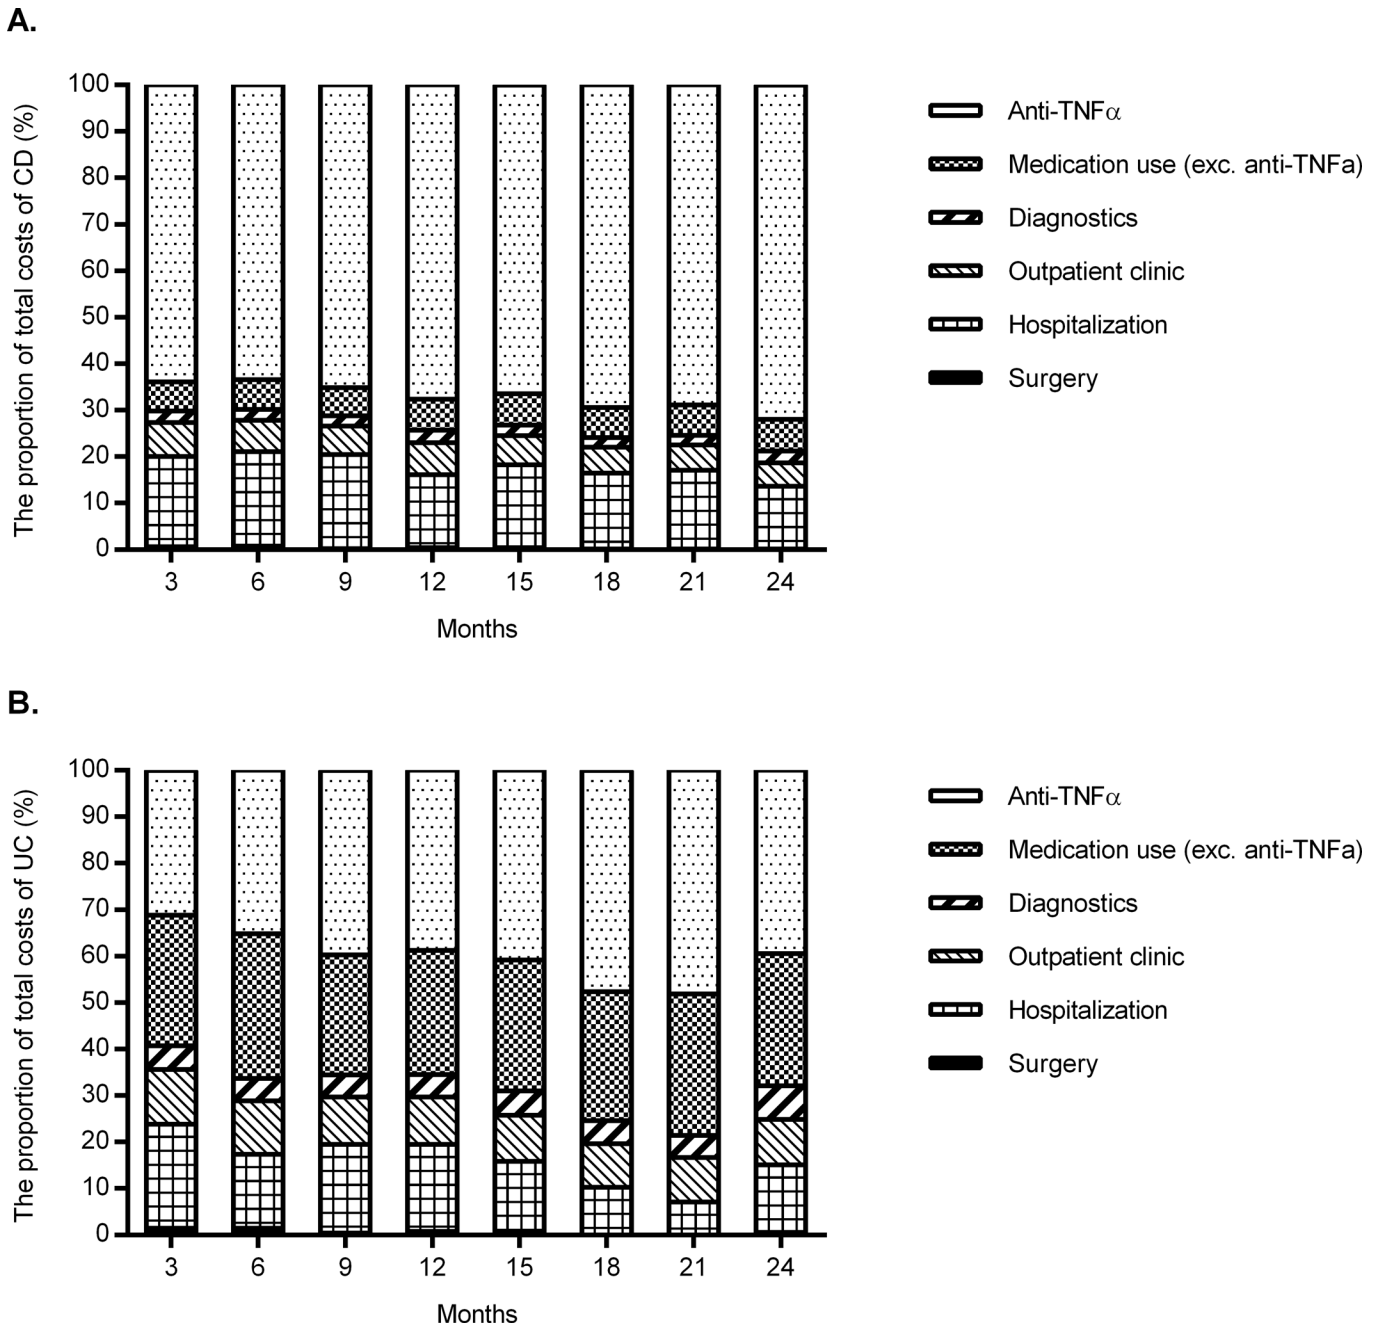 A.
The proportion of total costs of CD (%)
100
90
80
70
60
50
40
30
20
10
0
3 6 9 12 15 18 21 24
Months
Anti-TNFα
Medication use (exc. anti-TNFa)
Diagnostics
Outpatient clinic
Hospitalization
Surgery
B.
The proportion of total costs of UC (%)
100
90
80
70
60
50
40
30
20
10
0
3 6 9 12 15 18 21 24
Months
Anti-TNFα
Medication use (exc. anti-TNFa)
Diagnostics
Outpatient clinic
Hospitalization
Surgery